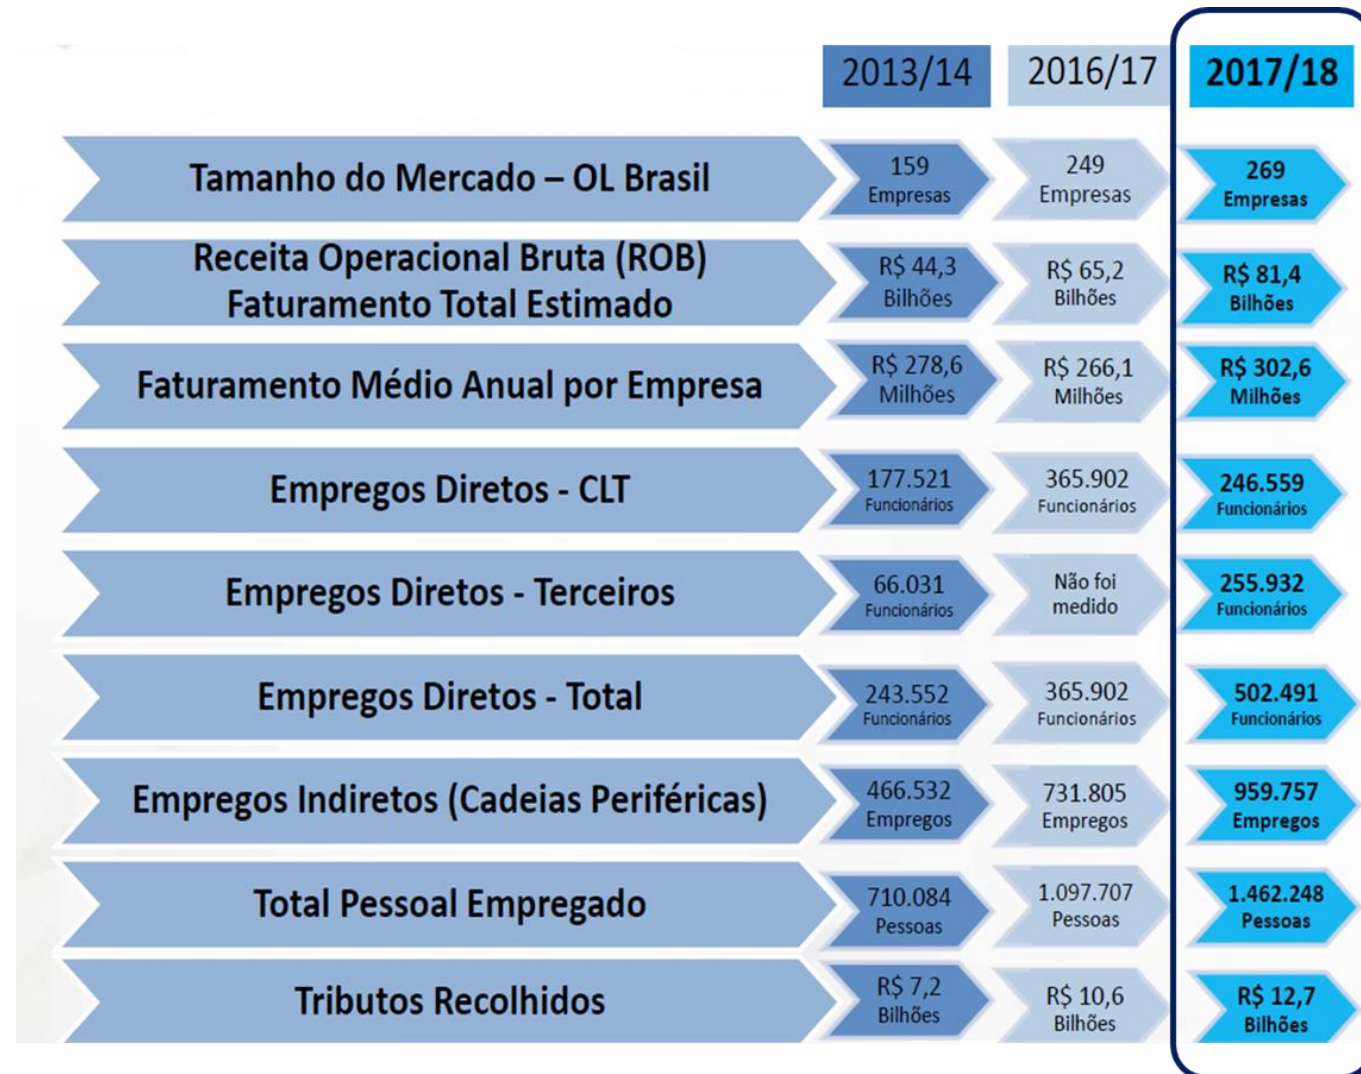 2013/14
2016/17
2017/18
Tamanho do Mercado – OL Brasil
159
Empresas
249
Empresas
269
Empresas
Receita Operacional Bruta (ROB)
Faturamento Total Estimado
R$ 44,3
Bilhões
R$ 65,2
Bilhões
R$ 81,4
Bilhões
Faturamento Médio Anual por Empresa
R$ 278,6
Milhões
R$ 266,1
Milhões
R$ 302,6
Milhões
Empregos Diretos - CLT
177.521
Funcionários
365.902
Funcionários
246.559
Funcionários
Empregos Diretos - Terceiros
66.031
Funcionários
Não foi
medido
255.932
Funcionários
Empregos Diretos - Total
243.552
Funcionários
365.902
Funcionários
502.491
Funcionários
Empregos Indiretos (Cadeias Periféricas)
466.532
Empregos
731.805
Empregos
959.757
Empregos
Total Pessoal Empregado
710.084
Pessoas
1.097.707
Pessoas
1.462.248
Pessoas
Tributos Recolhidos
R$ 7,2
Bilhões
R$ 10,6
Bilhões
R$ 12,7
Bilhões